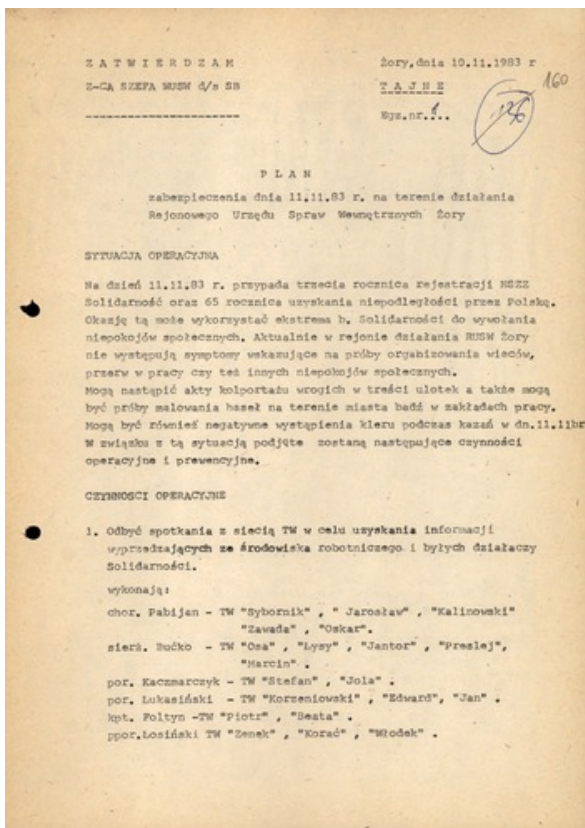 Z A T W I E R D Z A M
Z-CA SZEFA WUSW d/s SB
Żory,dnia 10.11.1983 r
T A J N E
Egz.nr.
160
P L A N
zabezpieczenia dnia 11.11.83 r. na terenie działania
Rejonowego Urzędu Spraw Wewnętrznych Żory
SYTUACJA OPERACYJNA
Na dzień 11.11.83 r. przypada trzecia rocznica rejestracji NSZZ
Solidarność oraz 65 rocznica uzyskania niepodległości przez Polskę.
Okazję tą może wykorzystać ekstrema b. Solidarności do wywołania
niepokojów społecznych. Aktualnie w rejonie działania RUSW Żory
nie występują symptomy wskazujące na próby organizowania wieców,
przerw w pracy czy też innych niepokojów społecznych.
Mogą nastąpić akty kolportażu wrogich w treści ulotek a także mogą
być próby malowania haseł na terenie miasta badź w zakładach pracy.
Mogą być również negatywne wystąpienia kleru podczas kazań w dn.11.11br
W związku z tą sytuacją podjęte zostaną następujące czynności
operacyjne i prewencyjne.
CZYNNOSCI OPERACYJNE
1. Odbyć spotkania z siecią TW w celu uzyskania informacji
wyprzedzających ze środowiska robotniczego i byłych działaczy
Solidarności.
wykonają:
chor. Pabijan - TW "Sybornik" , " Jarosław" , "Kalinowski"
"Zawada" , "Oskar".
sierż. Bućko - TW "Osa" , "Łysy" , "Jantor" , "Preslej",
"Marcin" .
por. Kaczmarczyk - TW "Stefan" , "Jola" .
por. Łukasiński - TW "Korzeniowski" , "Edward", "Jan" .
kpt. Foltyn -TW "Piotr" , "Beata" .
ppor.Łosiński TW "Zenek" , "Korać" , "Włodek" .